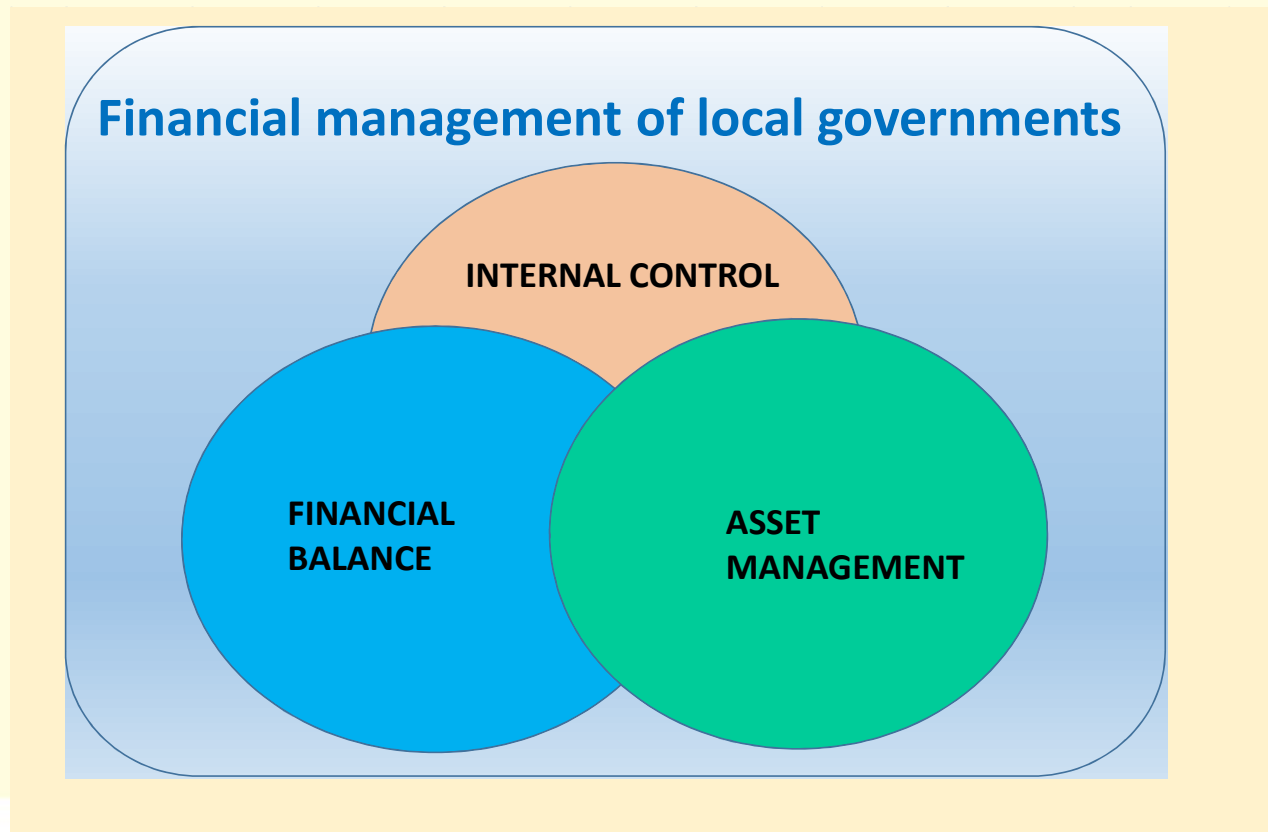 Financial management of local governments
INTERNAL CONTROL
FINANCIAL
BALANCE
ASSET
MANAGEMENT